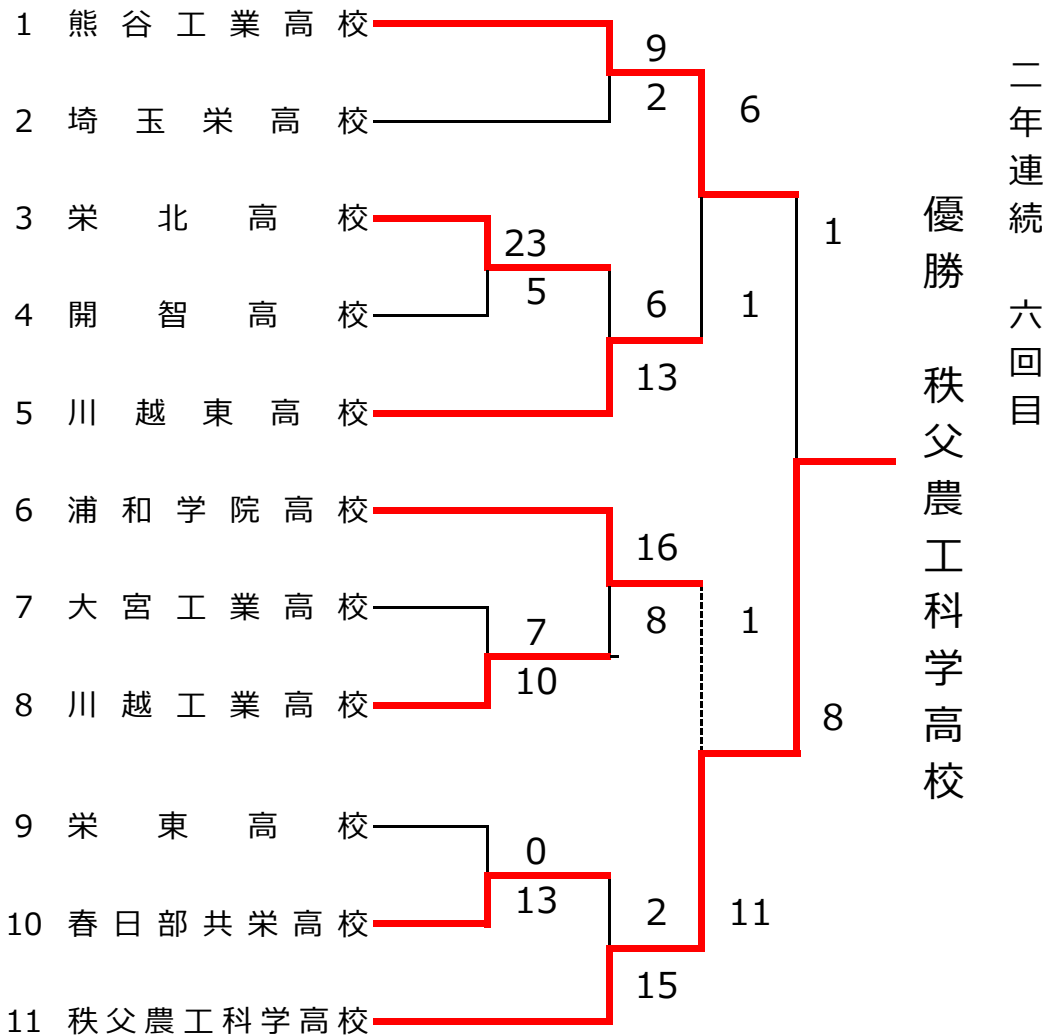 1 熊谷工業高校
2 埼玉栄高校
3 栄北高校
4 開智高校
5 川越東高校
6 浦和学院高校
7 大宮工業高校
8 川越工業高校
9 栄東高校
10 春日部共栄高校
11 秩父農工科学高校
23
5
7
10
0
13
9
2
6
13
16
8
2
15
6
1
1
11
1
8
優勝 秩父農工科学高校
二年連続 六回目